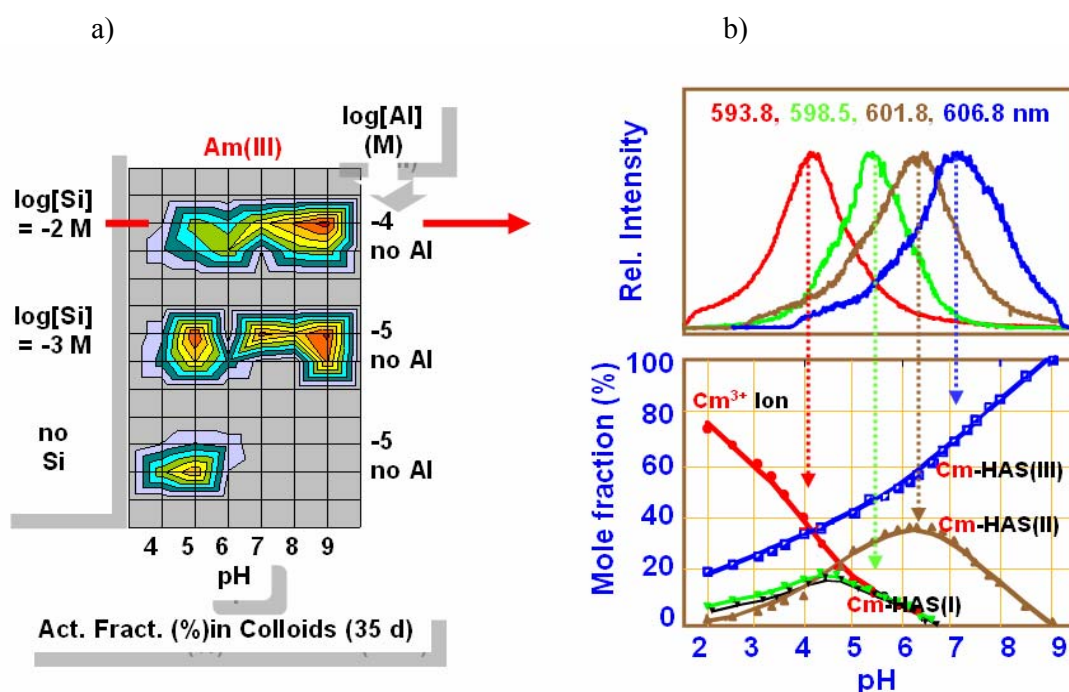 a)
b)
log[Al]
(M)
Am(III)
log[Si]
= -2 M
-4
no Al
log[Si]
= -3 M
-5
no Al
no
Si
-5
no Al
4 5 6 7 8 9
pH
Act. Fract. (%)in Colloids (35 d)
593.8, 598.5, 601.8, 606.8 nm
Rel. Intensity
100
80
60
40
20
0
Mole fraction (%)
Cm³⁺ Ion
Cm-HAS(III)
Cm-HAS(II)
Cm-HAS(I)
2 3 4 5 6 7 8 9
pH